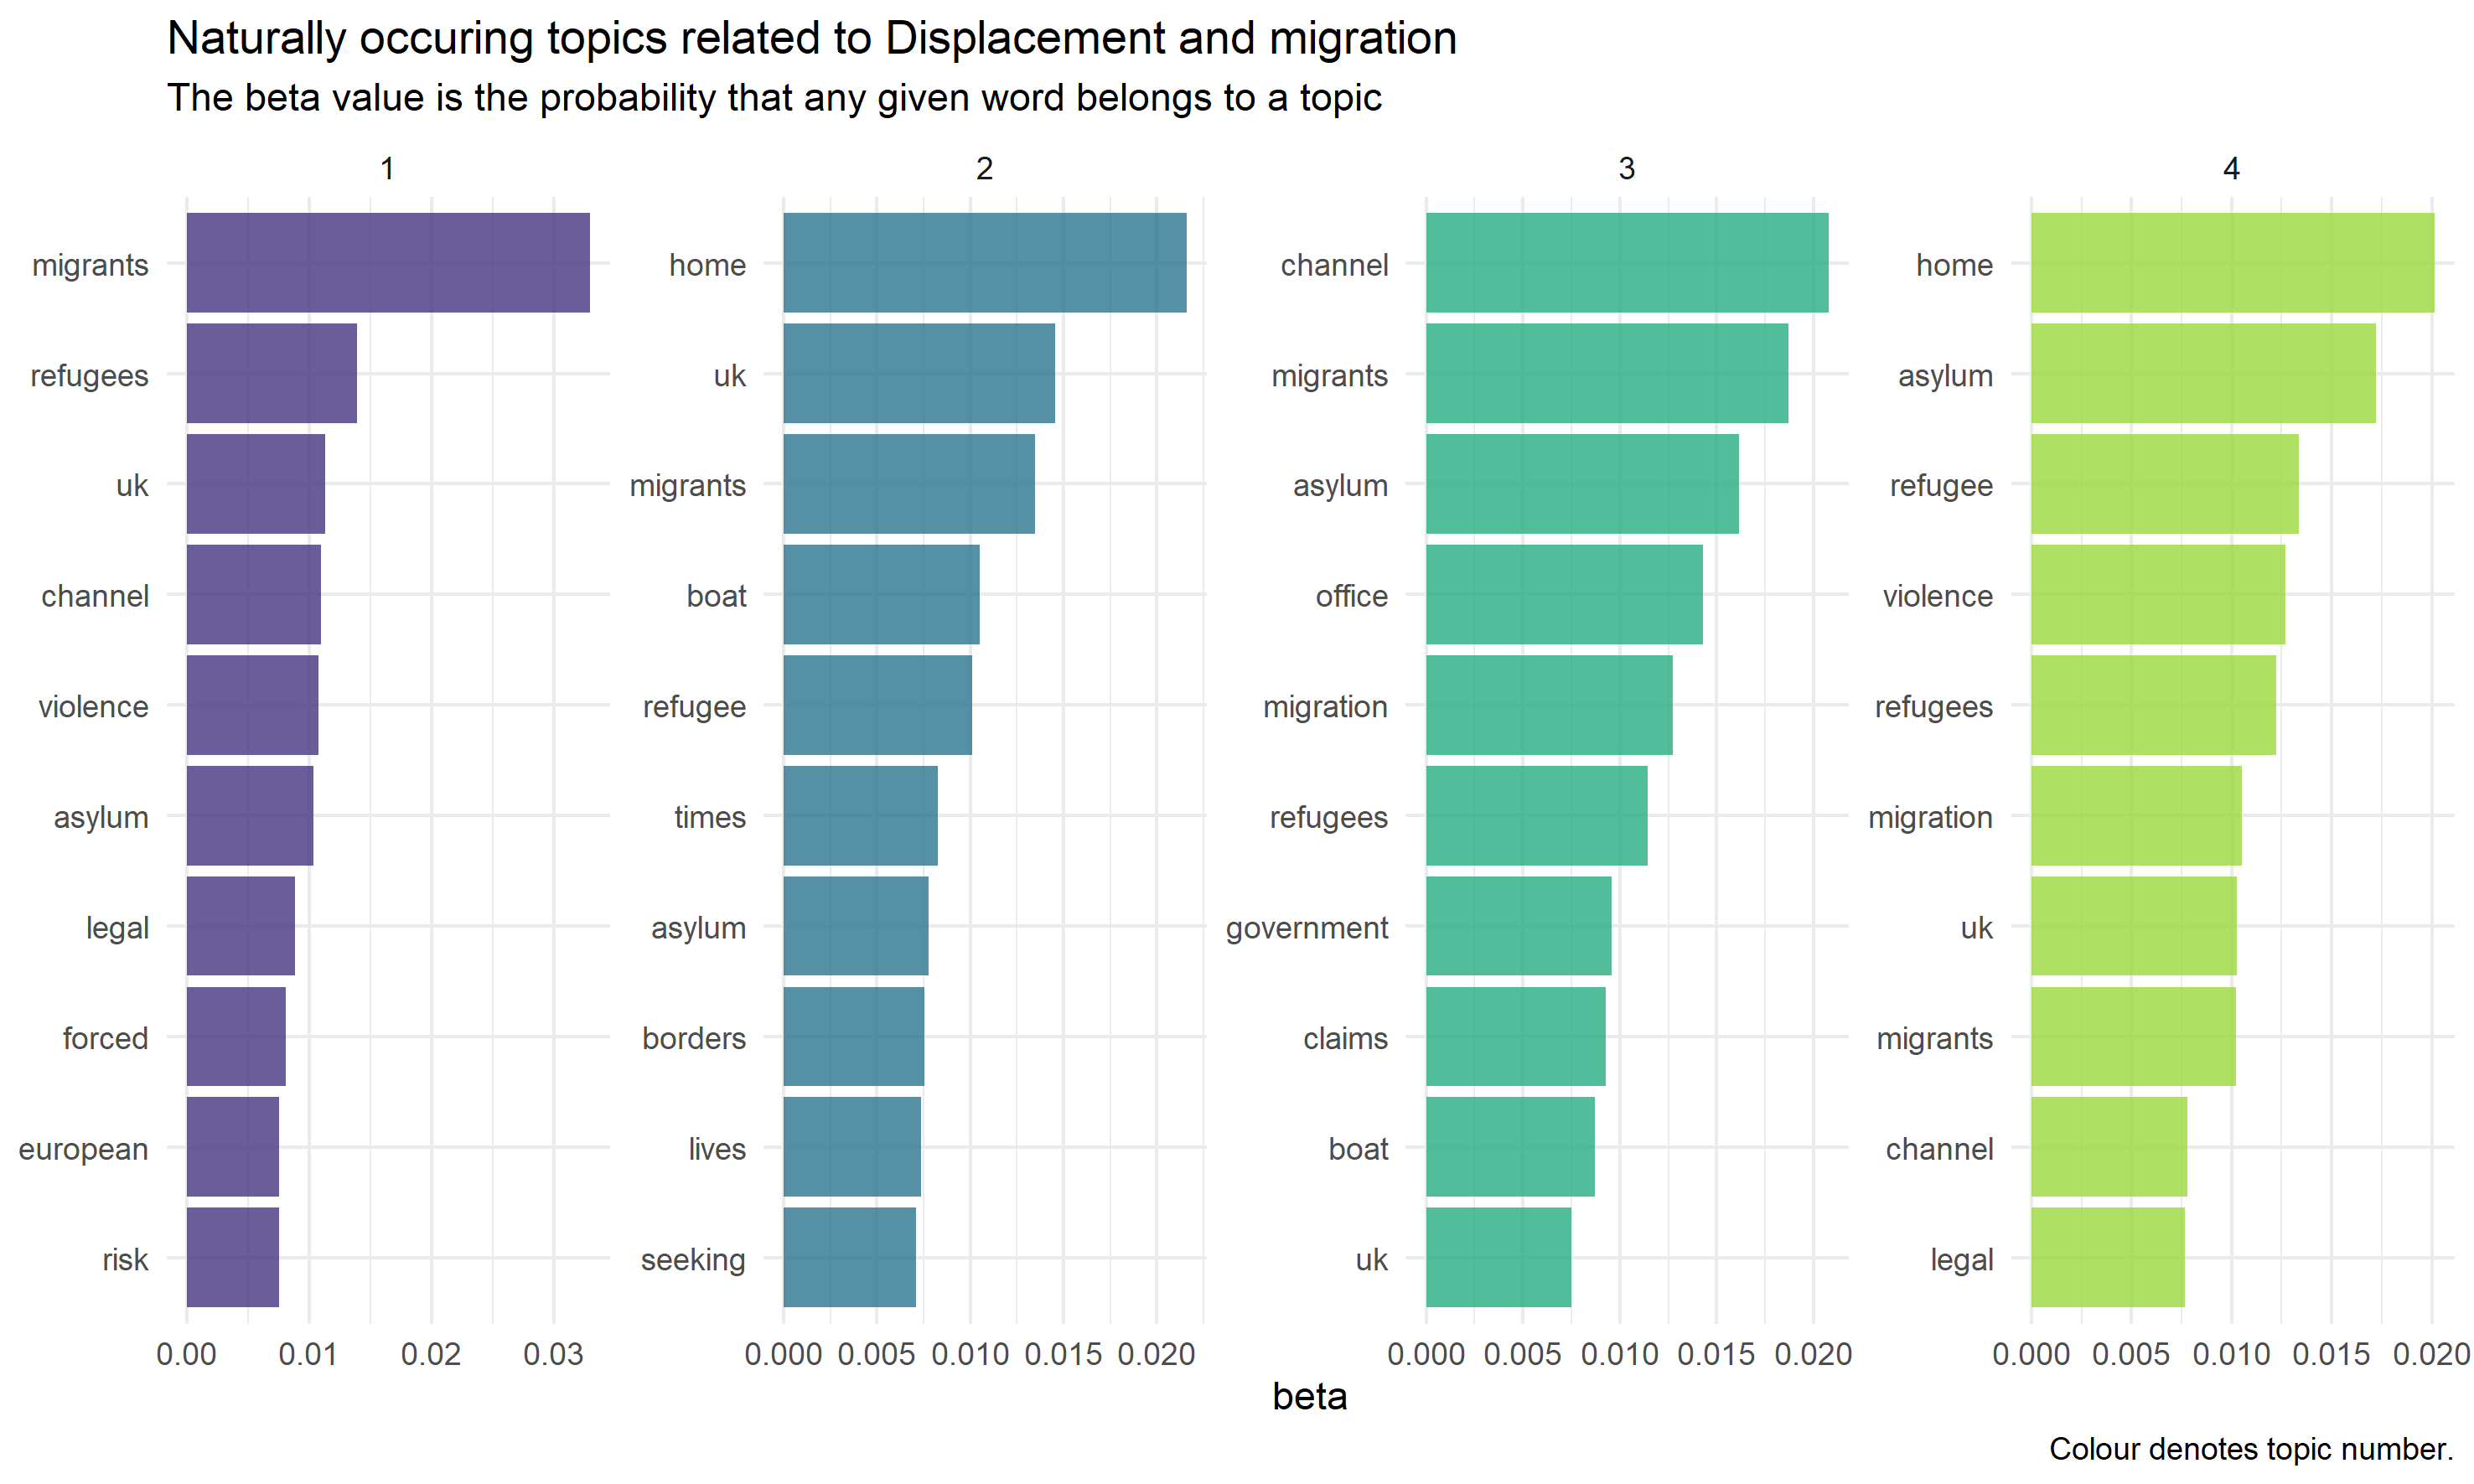 Naturally occuring topics related to Displacement and migration
The beta value is the probability that any given word belongs to a topic
1
migrants
refugees
uk
channel
violence
asylum
legal
forced
european
risk
0.00 0.01 0.02 0.03
2
home
uk
migrants
boat
refugee
times
asylum
borders
lives
seeking
0.000 0.005 0.010 0.015 0.020
3
channel
migrants
asylum
office
migration
refugees
government
claims
boat
uk
0.000 0.005 0.010 0.015 0.020
4
home
asylum
refugee
violence
refugees
migration
uk
migrants
channel
legal
0.000 0.005 0.010 0.015 0.020
beta
Colour denotes topic number.